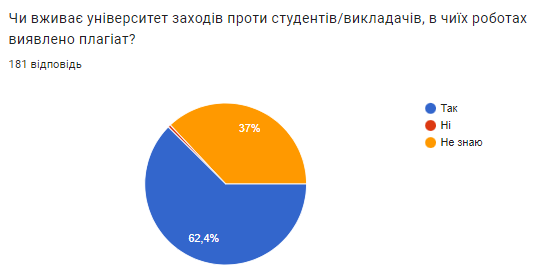 Чи вживає університет заходів проти студентів/викладачів, в чиїх роботах
виявлено плагіат?
181 відповідь
Так
Ні
Не знаю
37%
62,4%